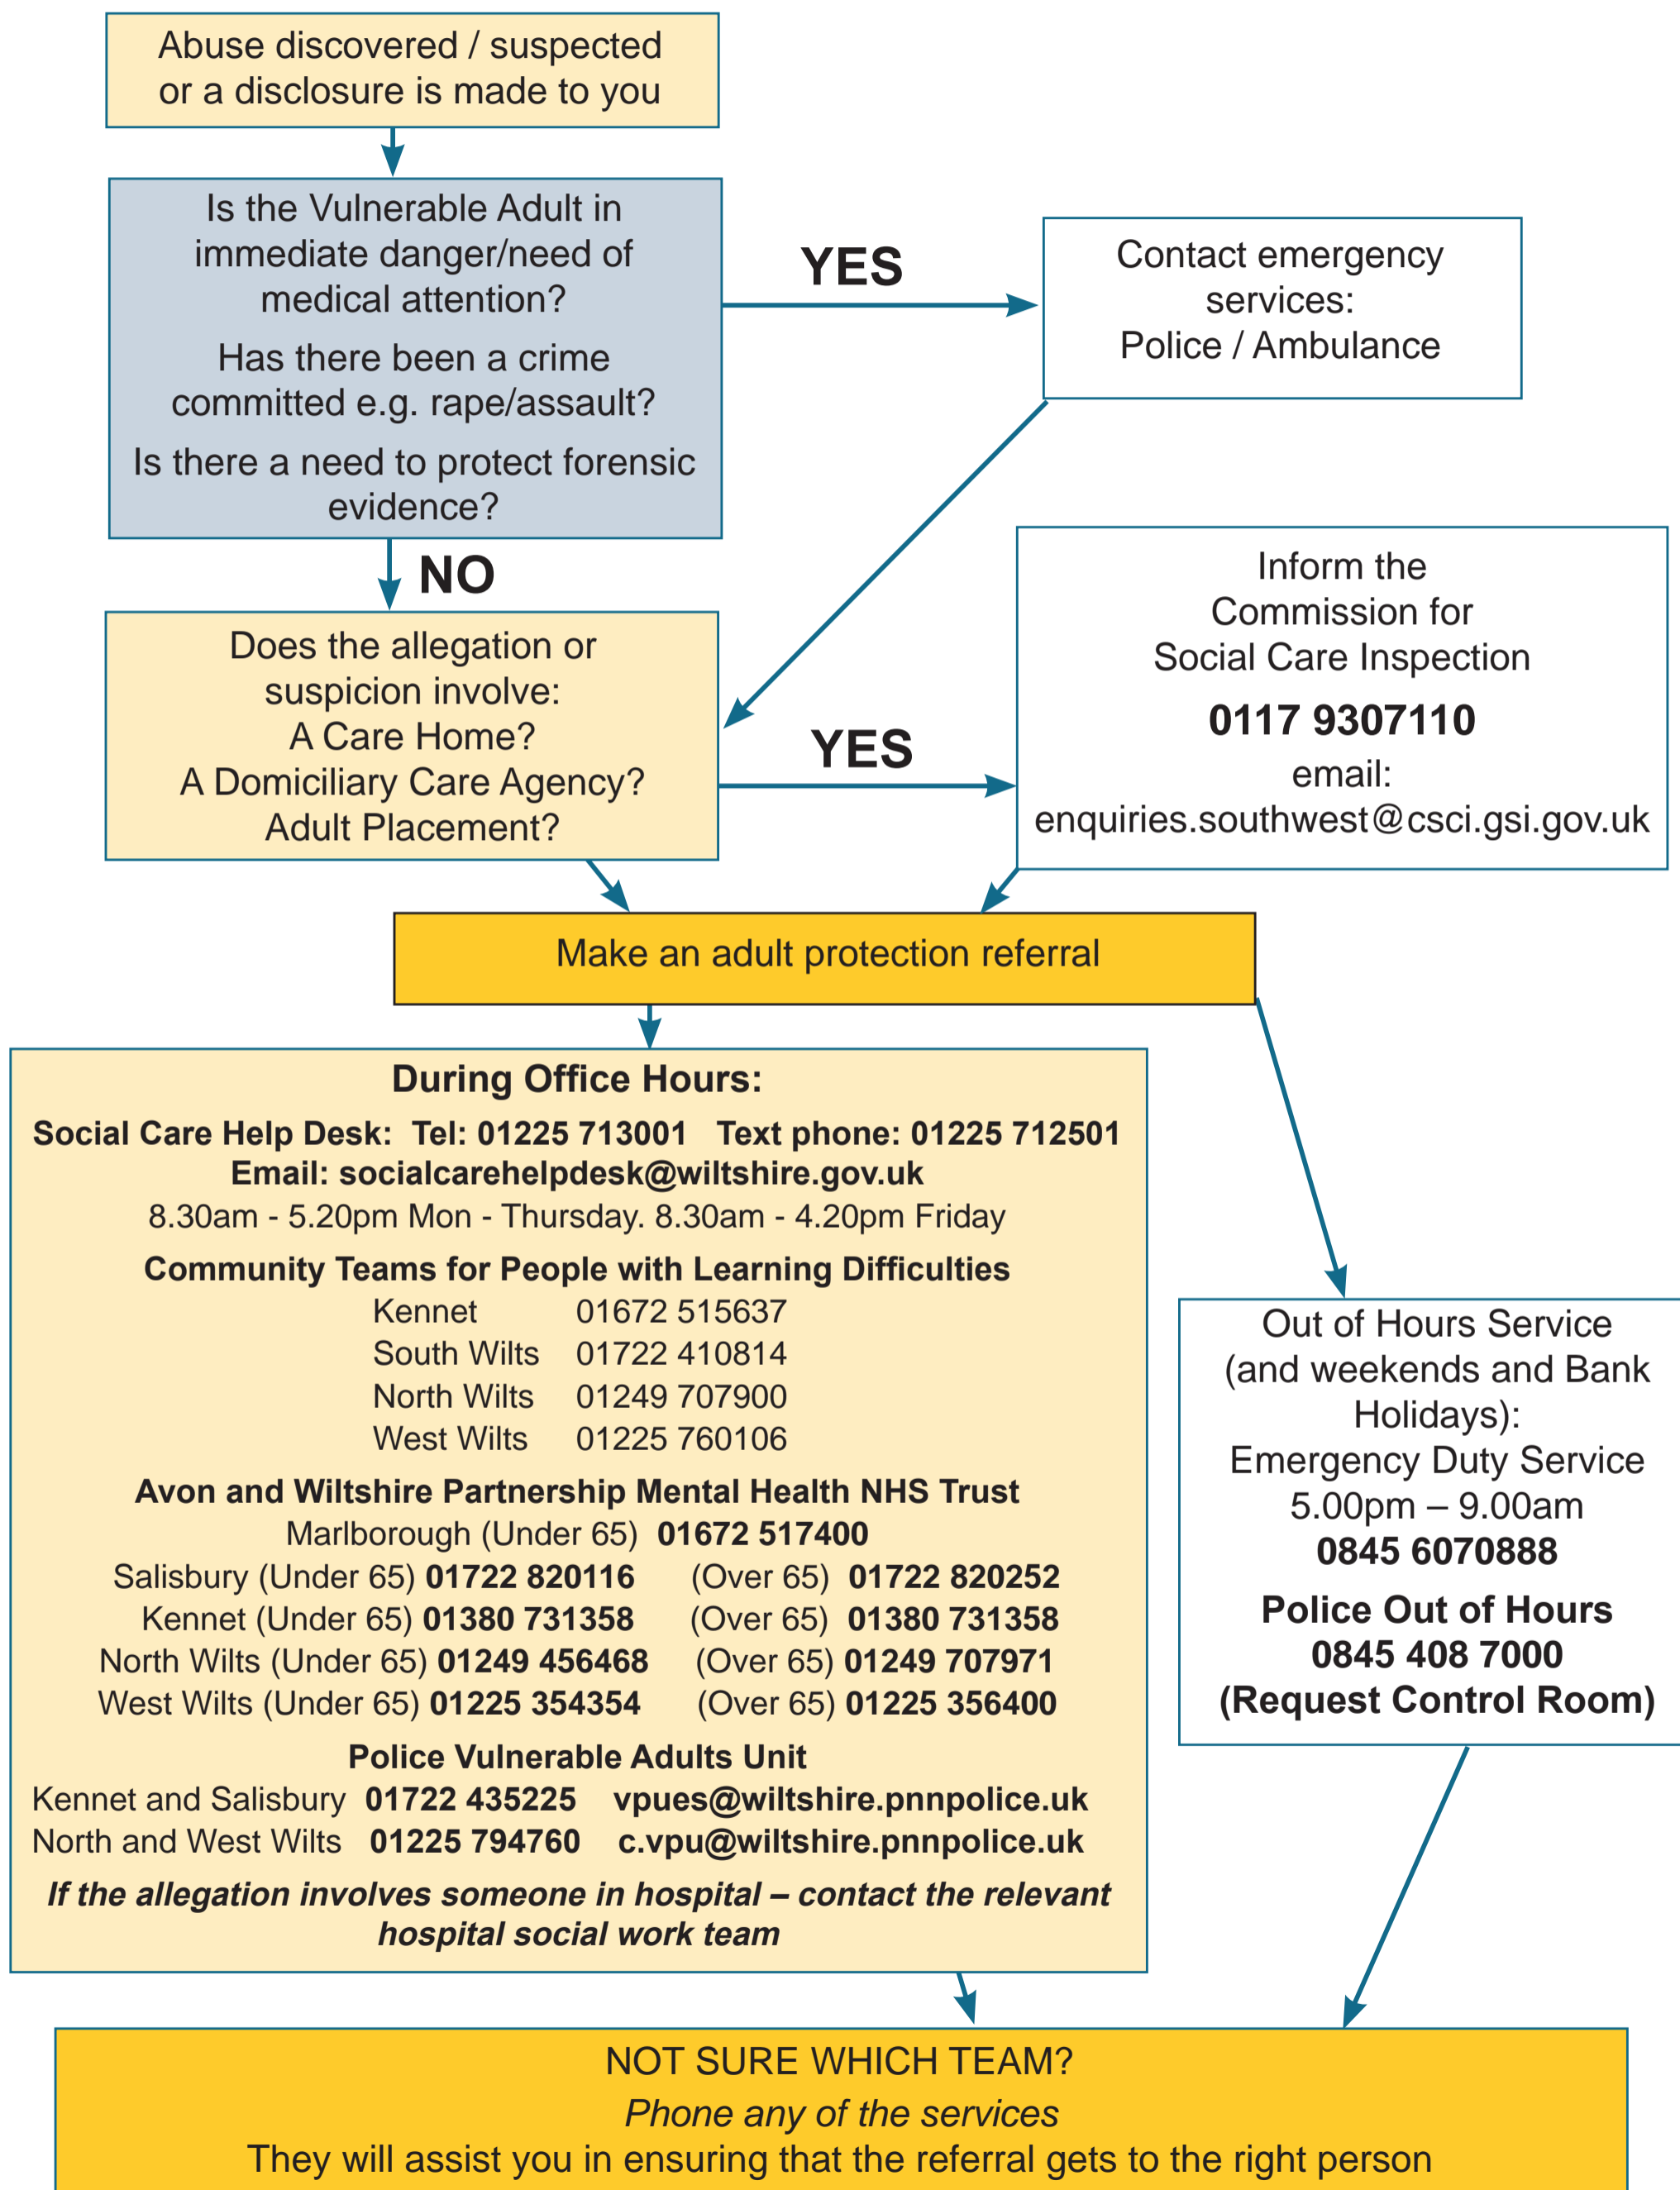 Abuse discovered / suspected
or a disclosure is made to you
Is the Vulnerable Adult in
immediate danger/need of
medical attention?
Has there been a crime
committed e.g. rape/assault?
Is there a need to protect forensic
evidence?
YES
Contact emergency
services:
Police / Ambulance
NO
Does the allegation or
suspicion involve:
A Care Home?
A Domiciliary Care Agency?
Adult Placement?
YES
Inform the
Commission for
Social Care Inspection
0117 9307110
email:
enquiries.southwest@csci.gsi.gov.uk
Make an adult protection referral
During Office Hours:
Social Care Help Desk: Tel: 01225 713001 Text phone: 01225 712501
Email: socialcarehelpdesk@wiltshire.gov.uk
8.30am - 5.20pm Mon - Thursday. 8.30am - 4.20pm Friday
Community Teams for People with Learning Difficulties
Kennet 01672 515637
South Wilts 01722 410814
North Wilts 01249 707900
West Wilts 01225 760106
Avon and Wiltshire Partnership Mental Health NHS Trust
Marlborough (Under 65) 01672 517400
Salisbury (Under 65) 01722 820116 (Over 65) 01722 820252
Kennet (Under 65) 01380 731358 (Over 65) 01380 731358
North Wilts (Under 65) 01249 456468 (Over 65) 01249 707971
West Wilts (Under 65) 01225 354354 (Over 65) 01225 356400
Police Vulnerable Adults Unit
Kennet and Salisbury 01722 435225 vpues@wiltshire.pnnpolice.uk
North and West Wilts 01225 794760 c.vpu@wiltshire.pnnpolice.uk
If the allegation involves someone in hospital – contact the relevant
hospital social work team
Out of Hours Service
(and weekends and Bank
Holidays):
Emergency Duty Service
5.00pm – 9.00am
0845 6070888
Police Out of Hours
0845 408 7000
(Request Control Room)
NOT SURE WHICH TEAM?
Phone any of the services
They will assist you in ensuring that the referral gets to the right person